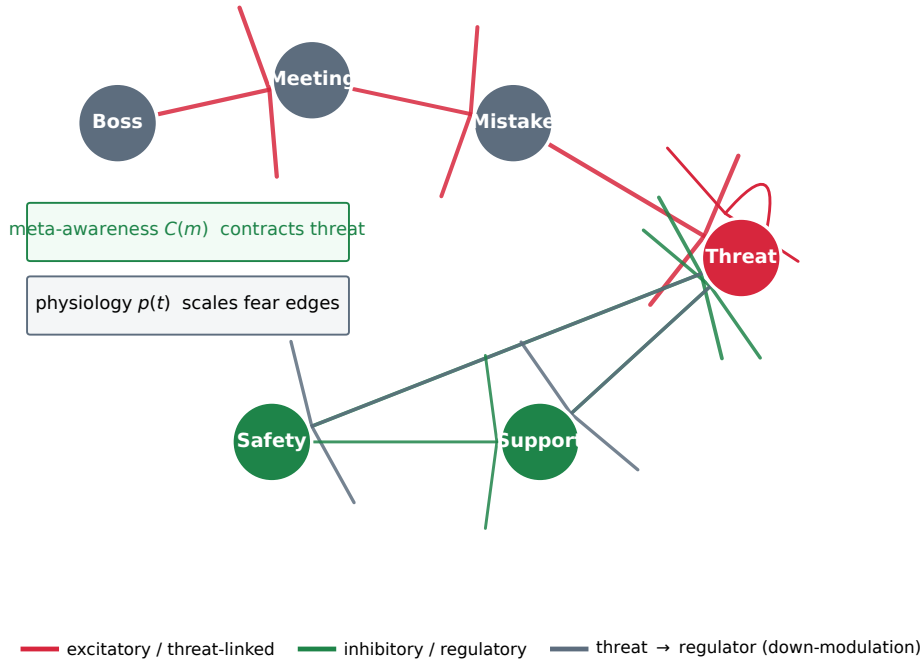 Meeting
Boss
Mistake
meta-awareness C(m) contracts threat
Threat
physiology p(t) scales fear edges
Safety
Support
excitatory / threat-linked
inhibitory / regulatory
threat → regulator (down-modulation)